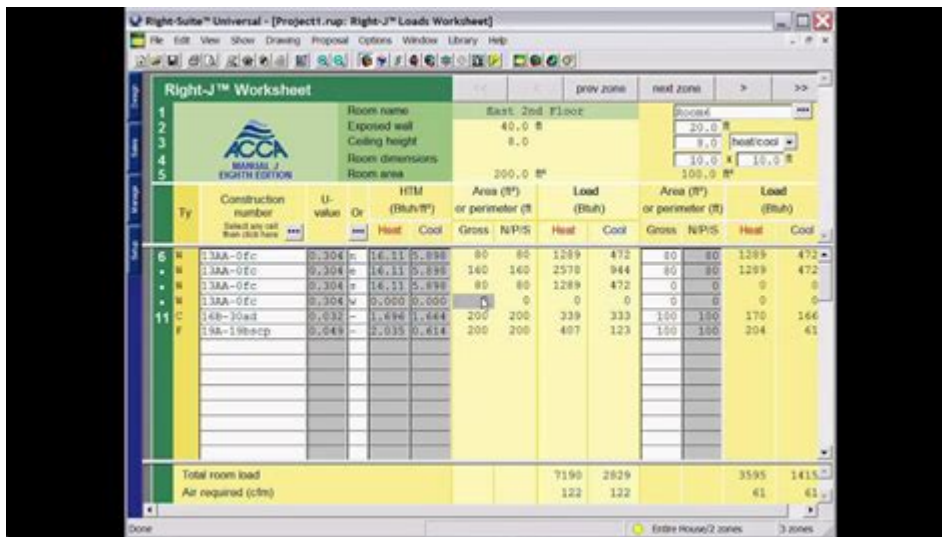 Right-Suite™ Universal - [Project1.rup: Right-J™ Loads Worksheet]
File Edit View Show Drawing Proposal Options Window Library Help
Right-J™ Worksheet
<< < prev zone next zone > >>
1 Room name East 2nd Floor Room6
2 Exposed wall 40.0 ft 20.0 ft
3 Ceiling height 8.0 8.0 heat/cool
4 Room dimensions 10.0 x 10.0 ft
5 Room area 200.0 ft² 100.0 ft²
ACCA
MANUAL J
EIGHTH EDITION
Ty Construction number U-value Or HTM (Btuh/ft²) Area (ft²) or perimeter (ft) Load (Btuh) Area (ft²) or perimeter (ft) Load (Btuh)
Select any cell then click here Heat Cool Gross N/P/S Heat Cool Gross N/P/S Heat Cool
6 W 13AA-0fc 0.304 n 16.11 5.898 80 80 1289 472 80 80 1289 472
W 13AA-0fc 0.304 e 16.11 5.898 160 160 2578 944 80 80 1289 472
W 13AA-0fc 0.304 s 16.11 5.898 80 80 1289 472 0 0 0 0
W 13AA-0fc 0.304 w 0.000 0.000 0 0 0 0 0 0 0
11 C 16B-30ad 0.032 - 1.696 1.664 200 200 339 333 100 100 170 166
F 19A-19bscp 0.049 - 2.035 0.614 200 200 407 123 100 100 204 61
Total room load 7190 2829 3595 1415
Air required (cfm) 122 122 61 61
Done Entire House/2 zones 3 zones
Design
Sales
Manage
Setup